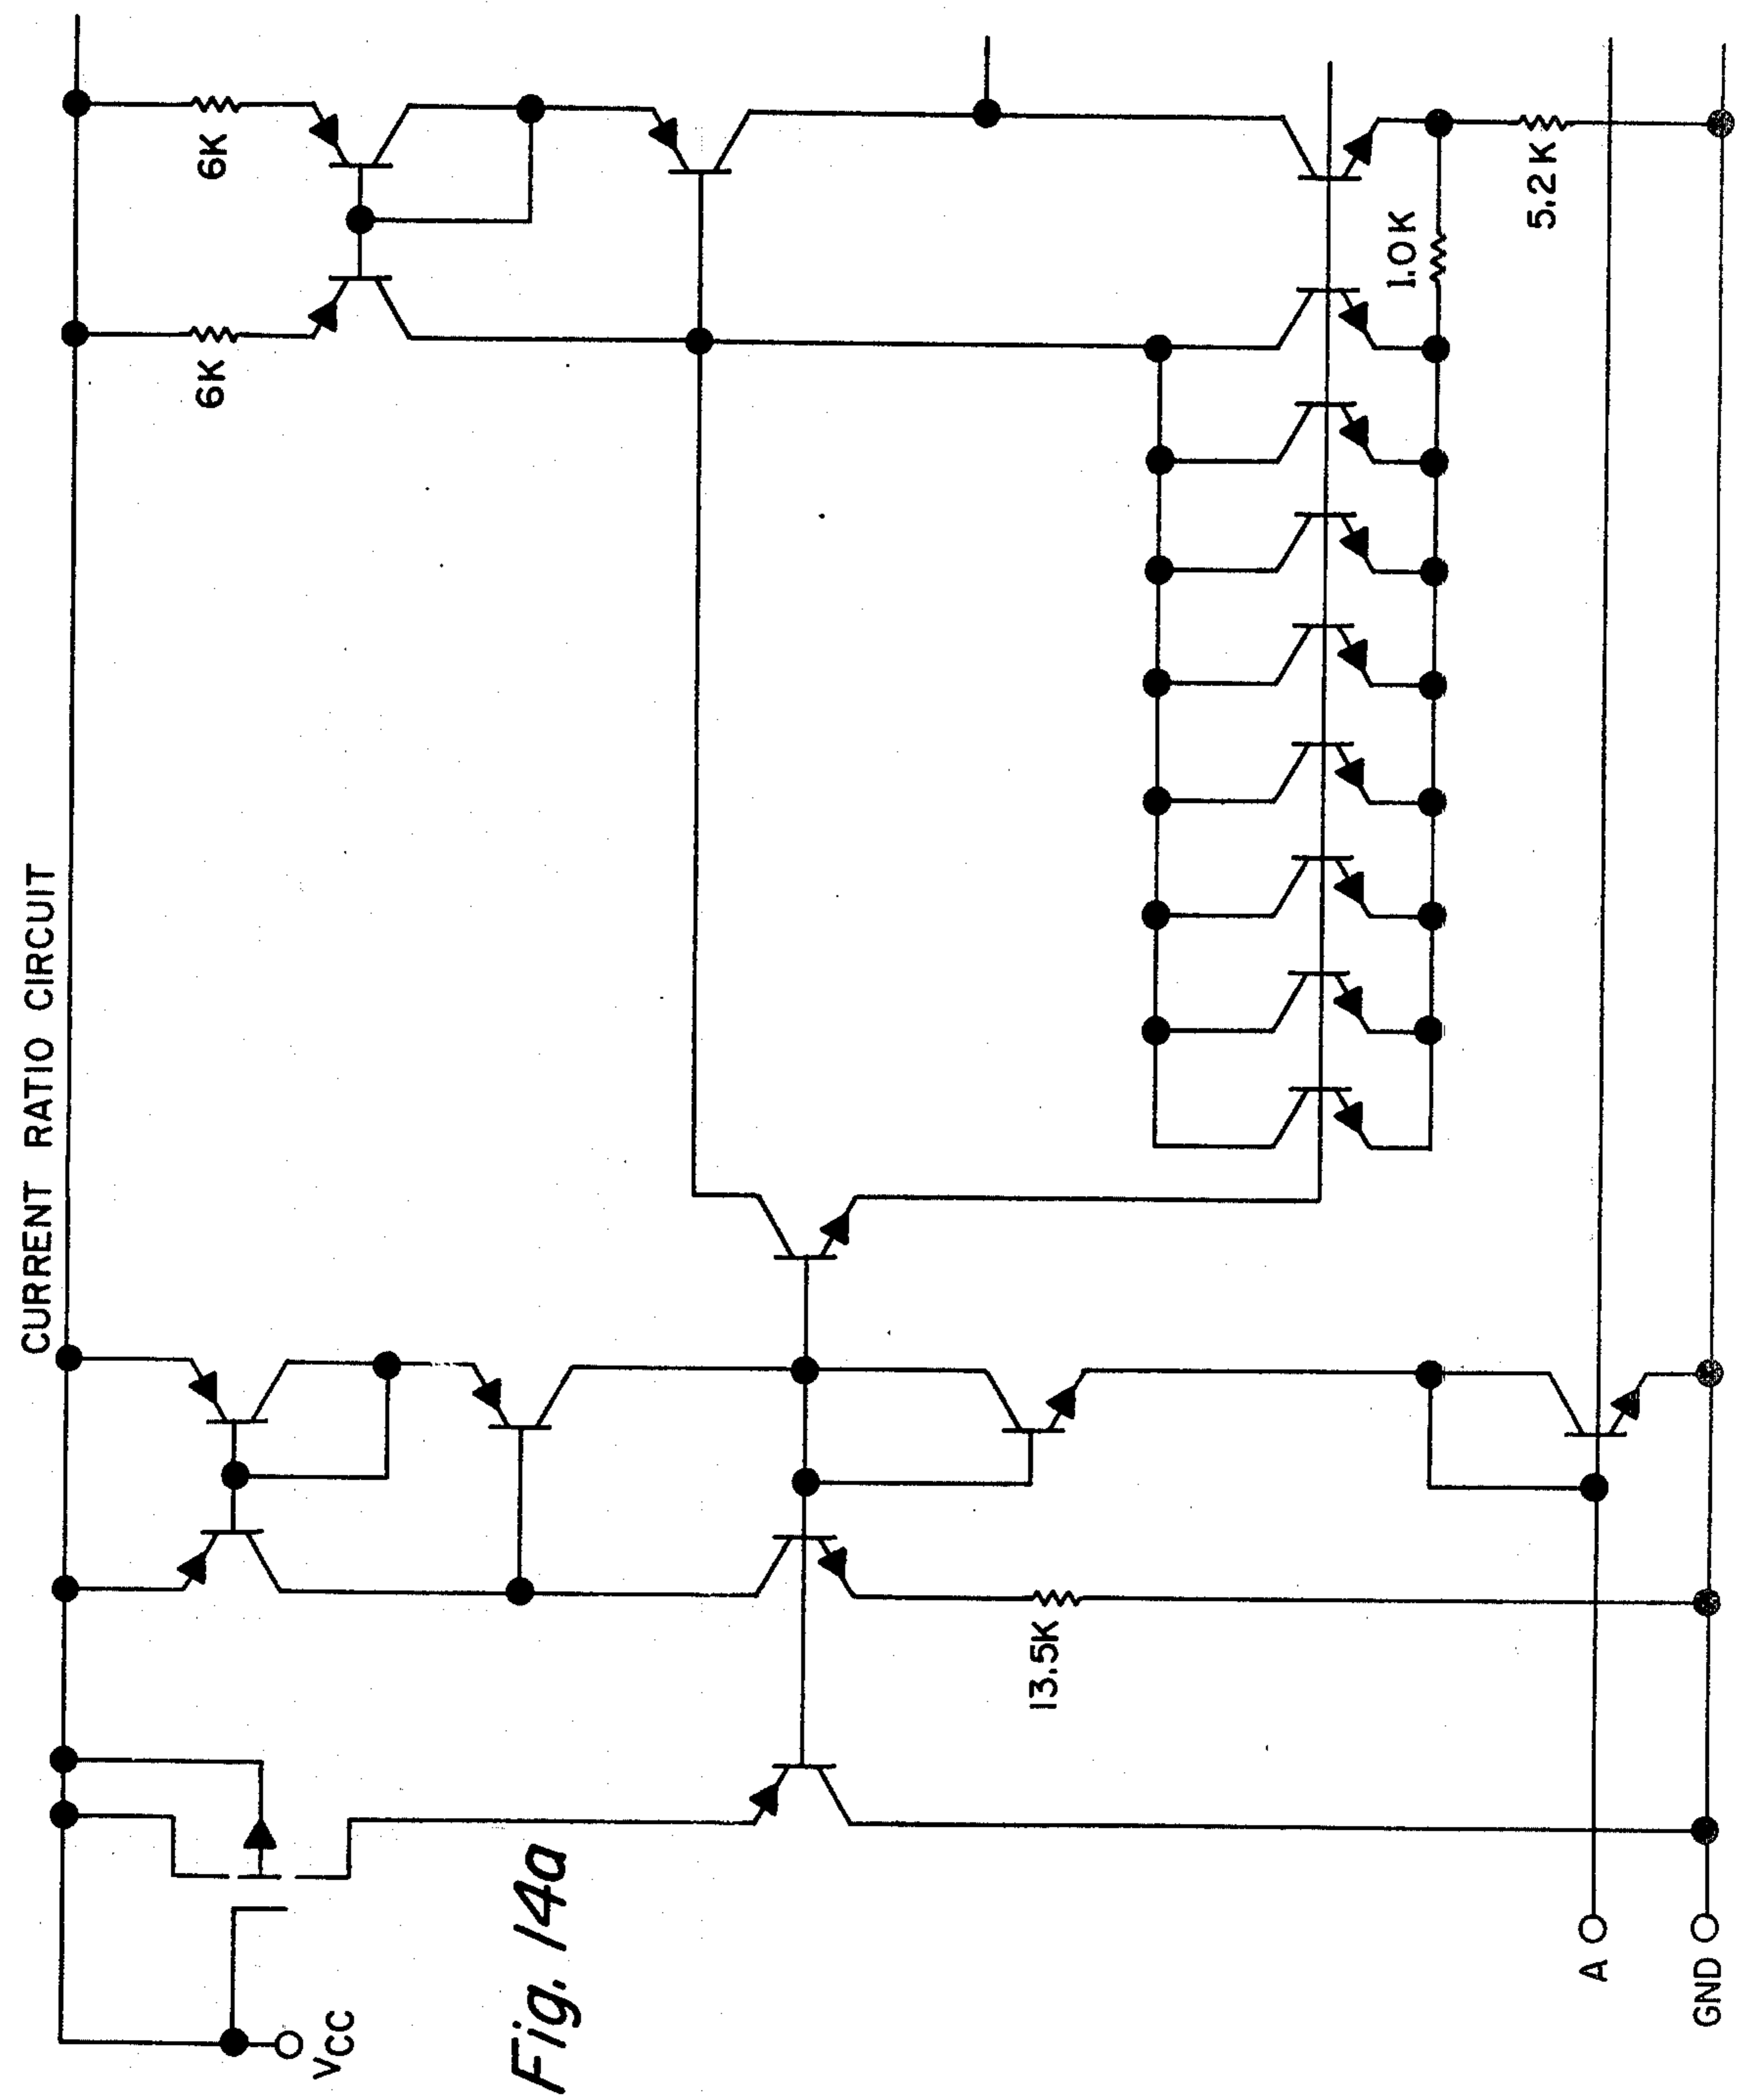 CURRENT RATIO CIRCUIT
6K
6K
1.0K
5.2K
13.5K
VCC
A
GND
Fig. 14a